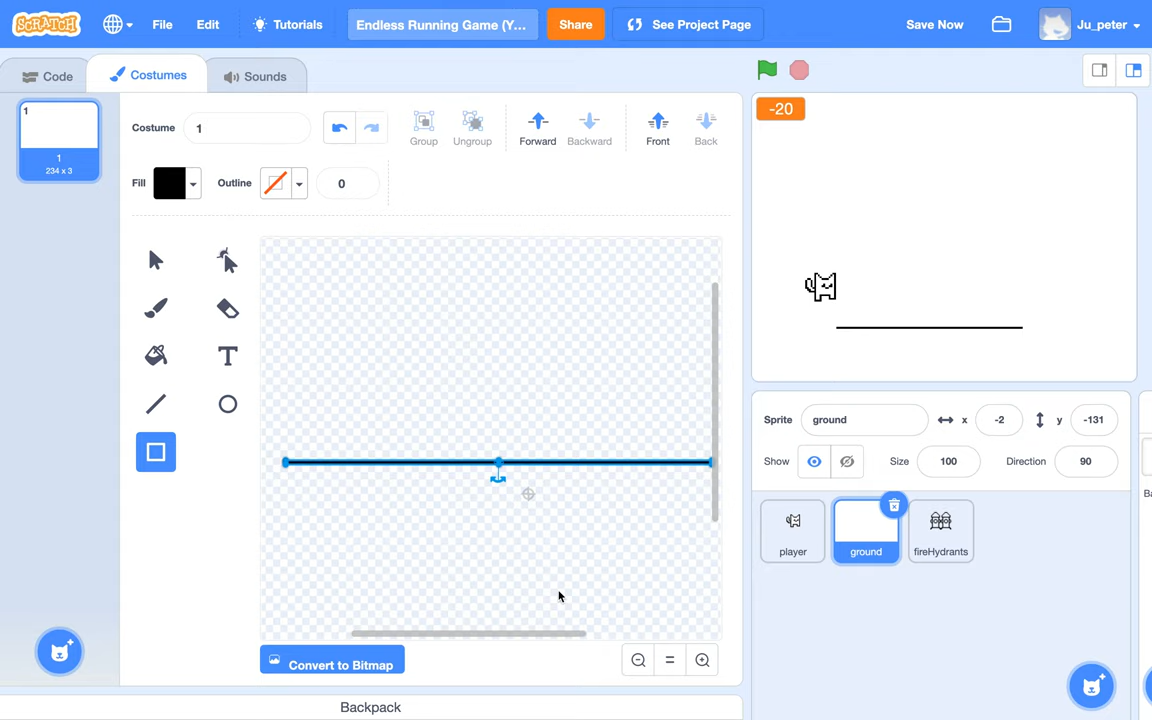 SCRATCH
File
Edit
Tutorials
Endless Running Game (Y...
Share
See Project Page
Save Now
Ju_peter
Code
Costumes
Sounds
1
1
234 x 3
Costume
1
Group
Ungroup
Forward
Backward
Front
Back
Fill
Outline
0
-20
Convert to Bitmap
Backpack
Sprite
ground
x
-2
y
-131
Show
Size
100
Direction
90
player
ground
fireHydrants
Ba